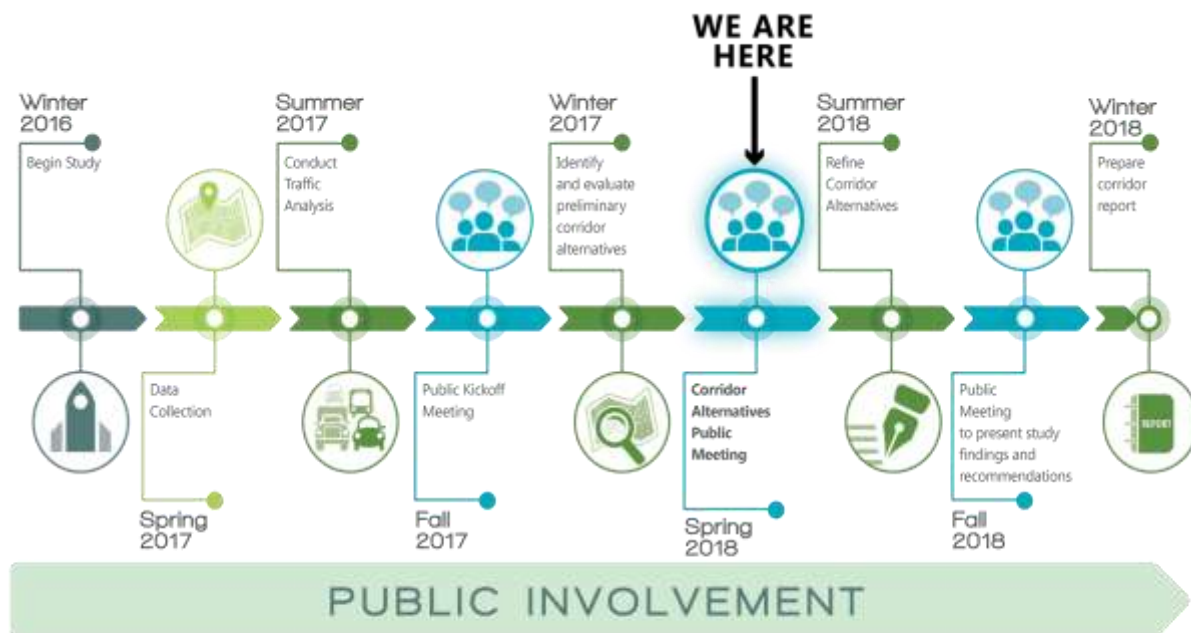 WE ARE
HERE
Winter
2016
Begin Study
Spring
2017
Data
Collection
Summer
2017
Conduct
Traffic
Analysis
Fall
2017
Public Kickoff
Meeting
Winter
2017
Identify
and evaluate
preliminary
corridor
alternatives
Spring
2018
Corridor
Alternatives
Public
Meeting
Summer
2018
Refine
Corridor
Alternatives
Fall
2018
Public
Meeting
to present study
findings and
recommendations
Winter
2018
Prepare
corridor
report
REPORT
PUBLIC INVOLVEMENT